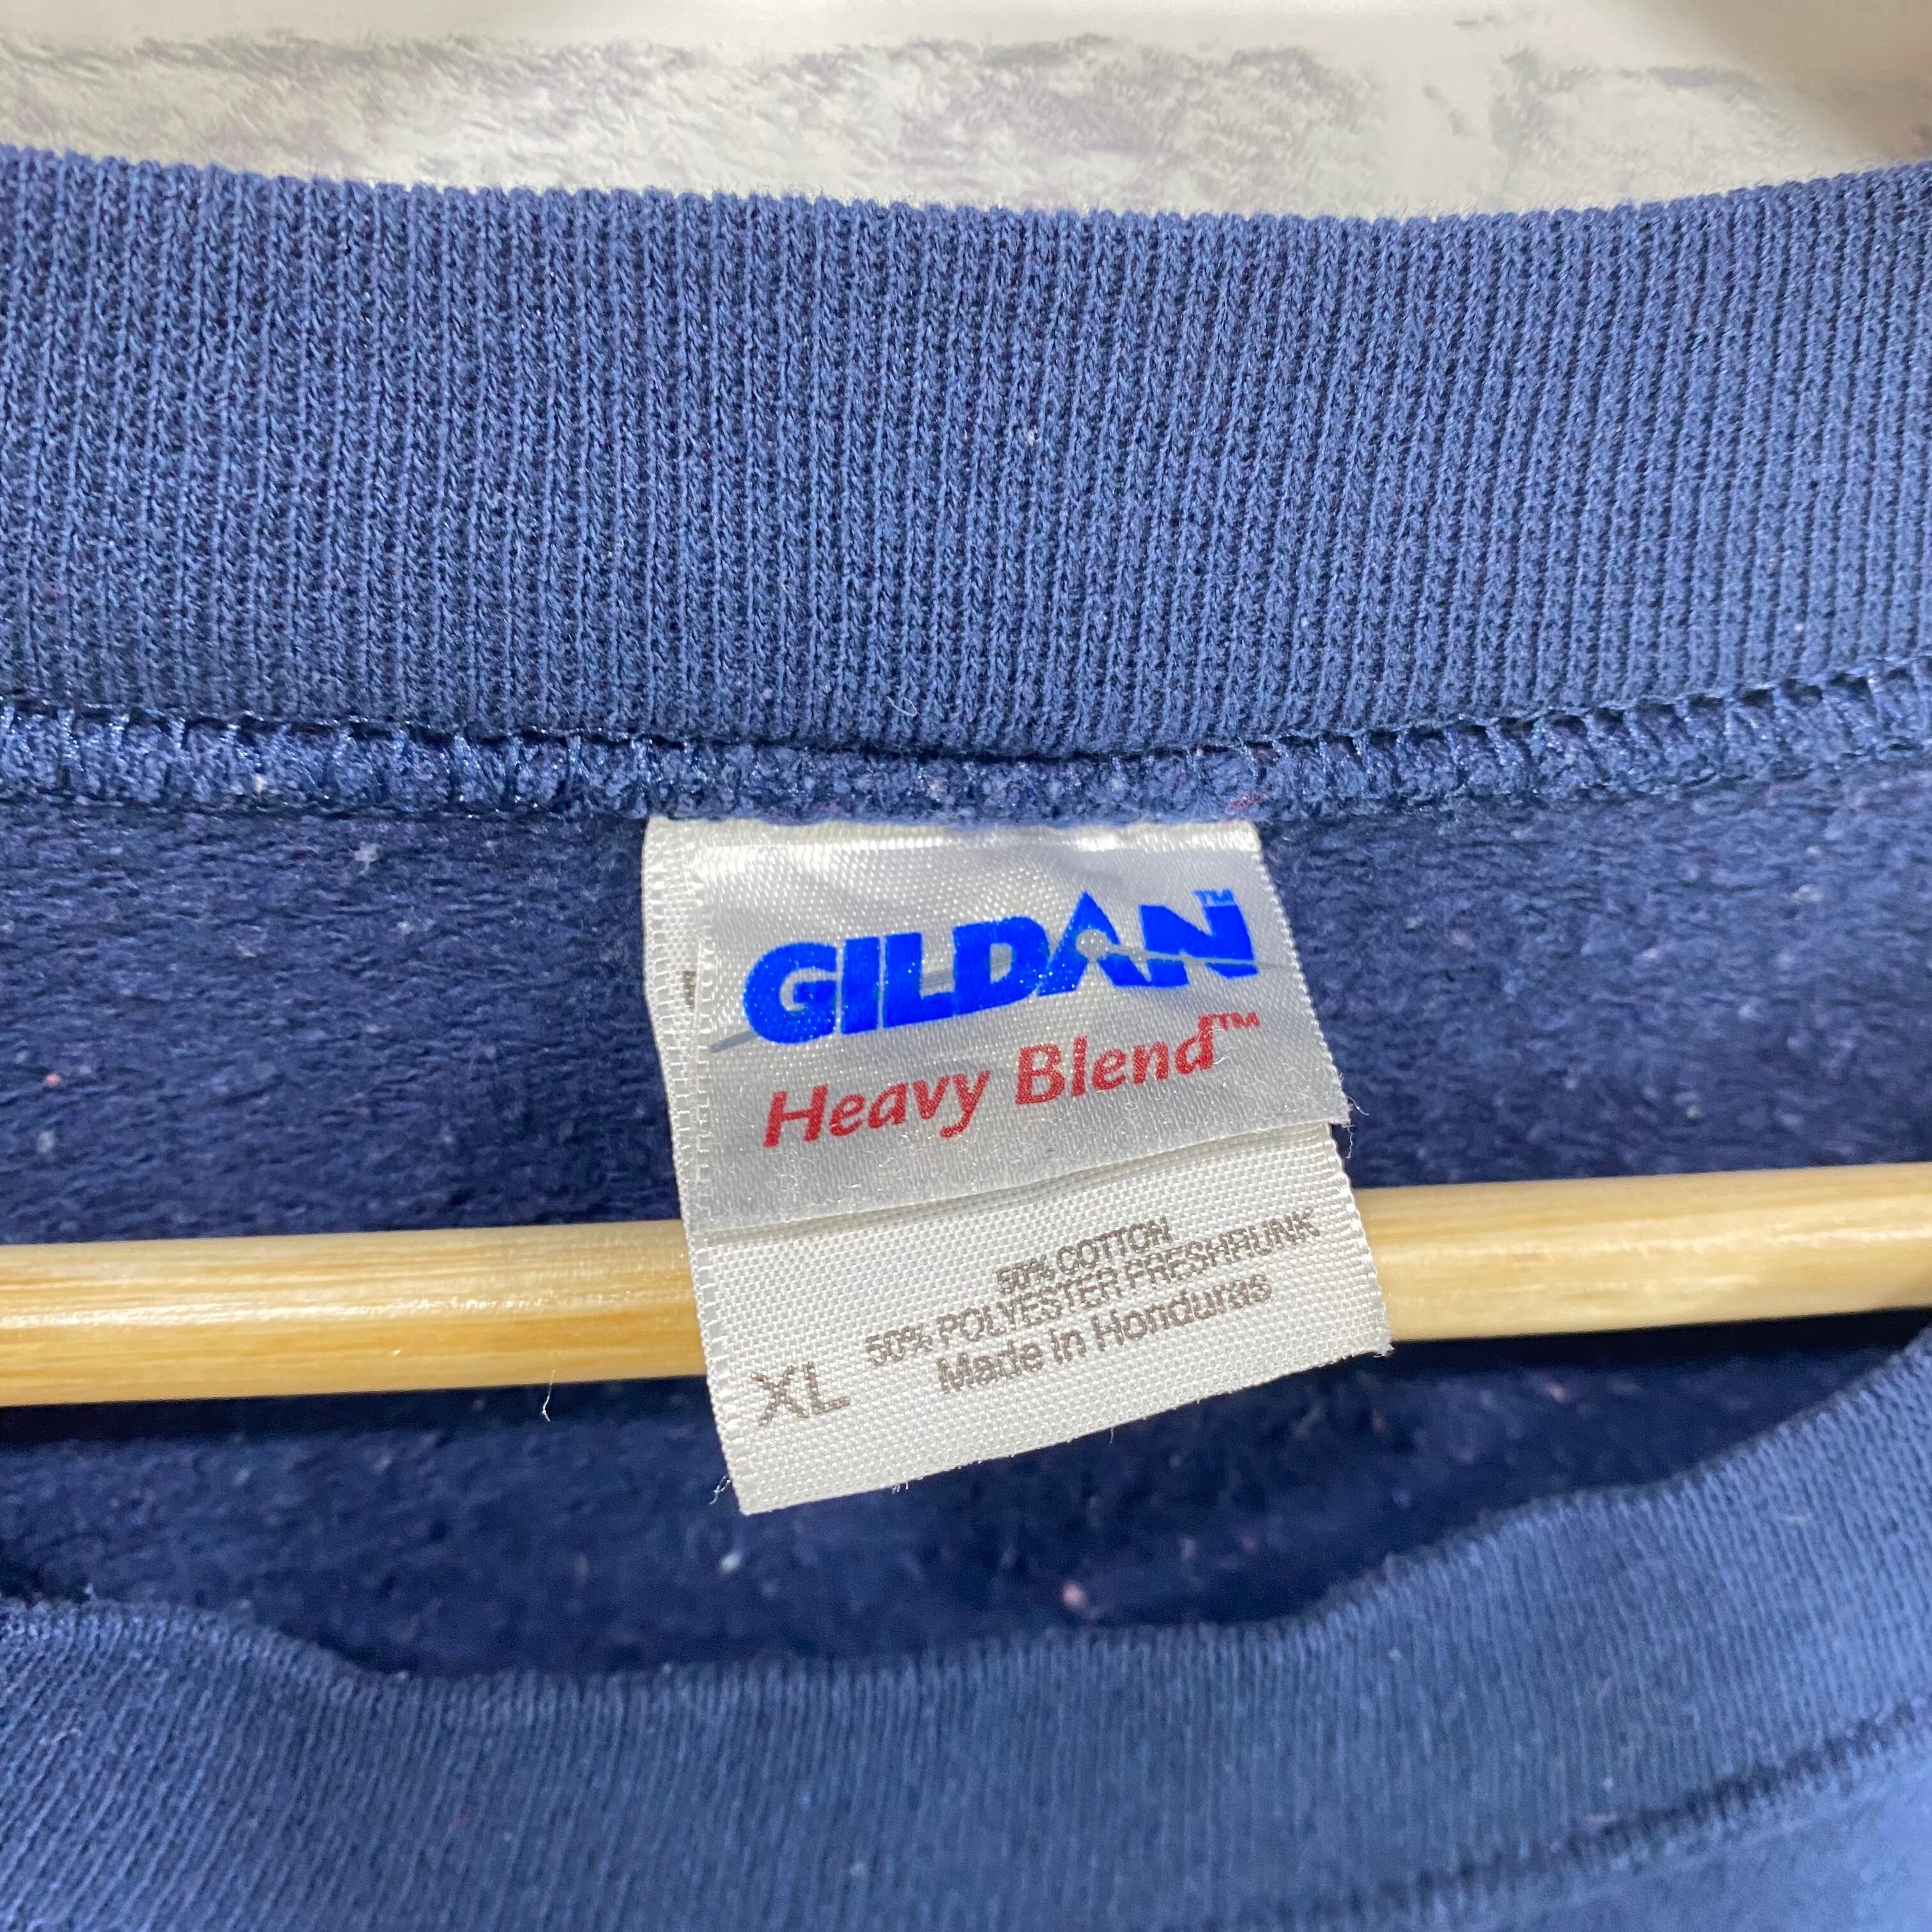 GILDAN™
Heavy Blend™
50% COTTON
50% POLYESTER PRESHRUNK
Made in Honduras
XL